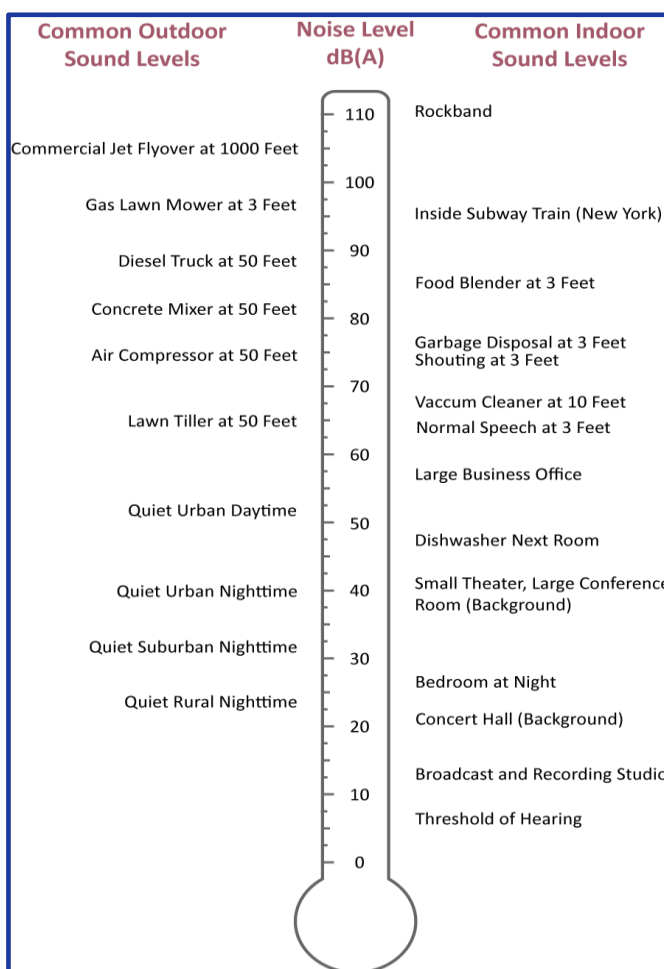 Common Outdoor
Sound Levels
Noise Level
dB(A)
Common Indoor
Sound Levels
110
Rockband
Commercial Jet Flyover at 1000 Feet
100
Gas Lawn Mower at 3 Feet
Inside Subway Train (New York)
90
Diesel Truck at 50 Feet
Food Blender at 3 Feet
Concrete Mixer at 50 Feet
80
Garbage Disposal at 3 Feet
Air Compressor at 50 Feet
Shouting at 3 Feet
70
Vaccum Cleaner at 10 Feet
Lawn Tiller at 50 Feet
Normal Speech at 3 Feet
60
Large Business Office
Quiet Urban Daytime
50
Dishwasher Next Room
Quiet Urban Nighttime
40
Small Theater, Large Conference
Room (Background)
Quiet Suburban Nighttime
30
Bedroom at Night
Quiet Rural Nighttime
Concert Hall (Background)
20
Broadcast and Recording Studio
10
Threshold of Hearing
0